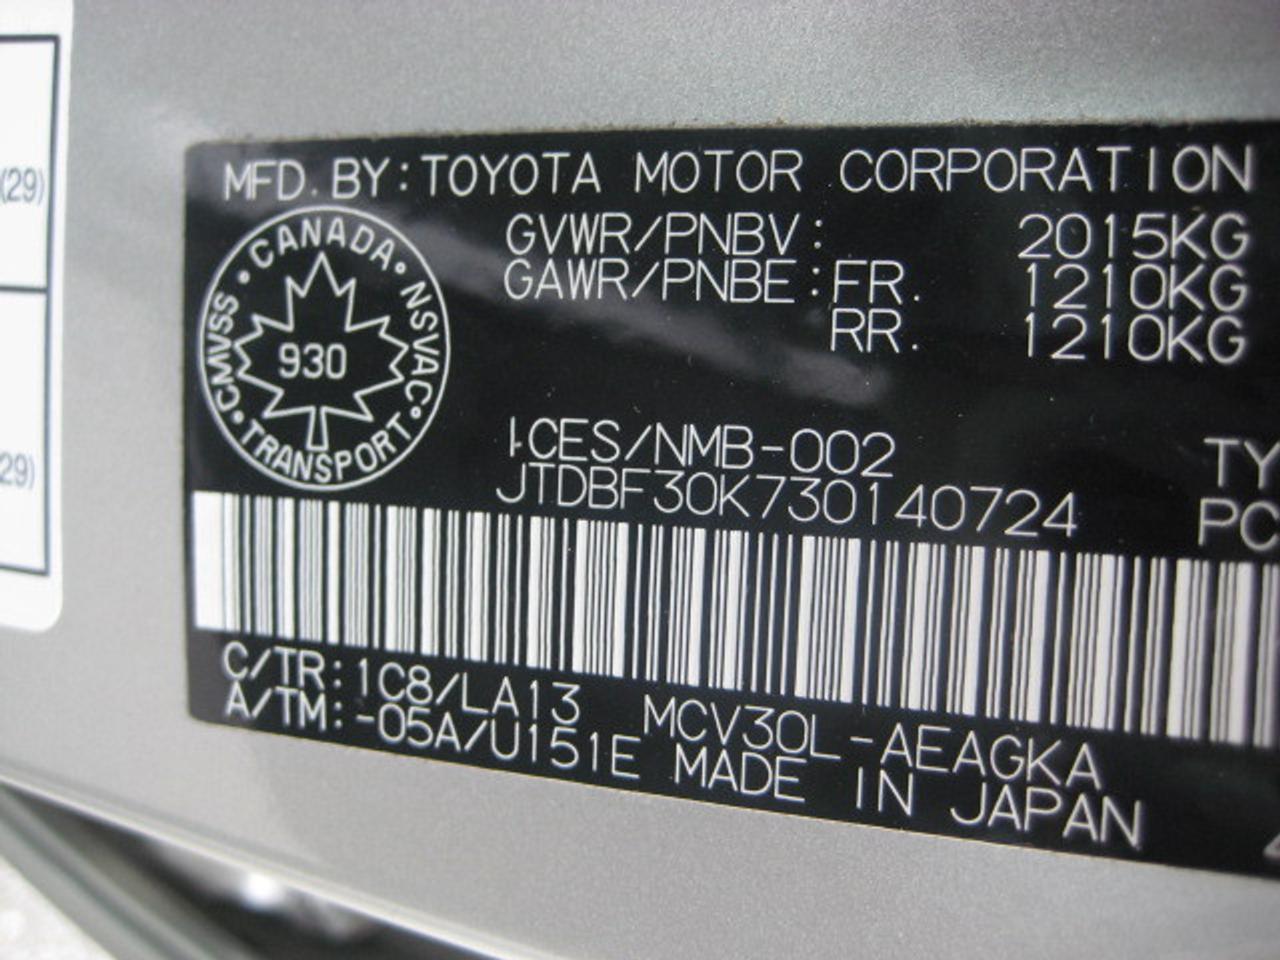 (29)
29)
MFD. BY: TOYOTA MOTOR CORPORATION
GVWR/PNBV: 2015KG
GAWR/PNBE: FR. 1210KG
RR. 1210KG
CANADA • NSVAC • TRANSPORT • CMVSS •
930
ICES/NMB-002 TY
JTDBF30K730140724 PC
C/TR: 1C8/LA13 MCV30L-AEAGKA
A/TM: -05A/U151E MADE IN JAPAN